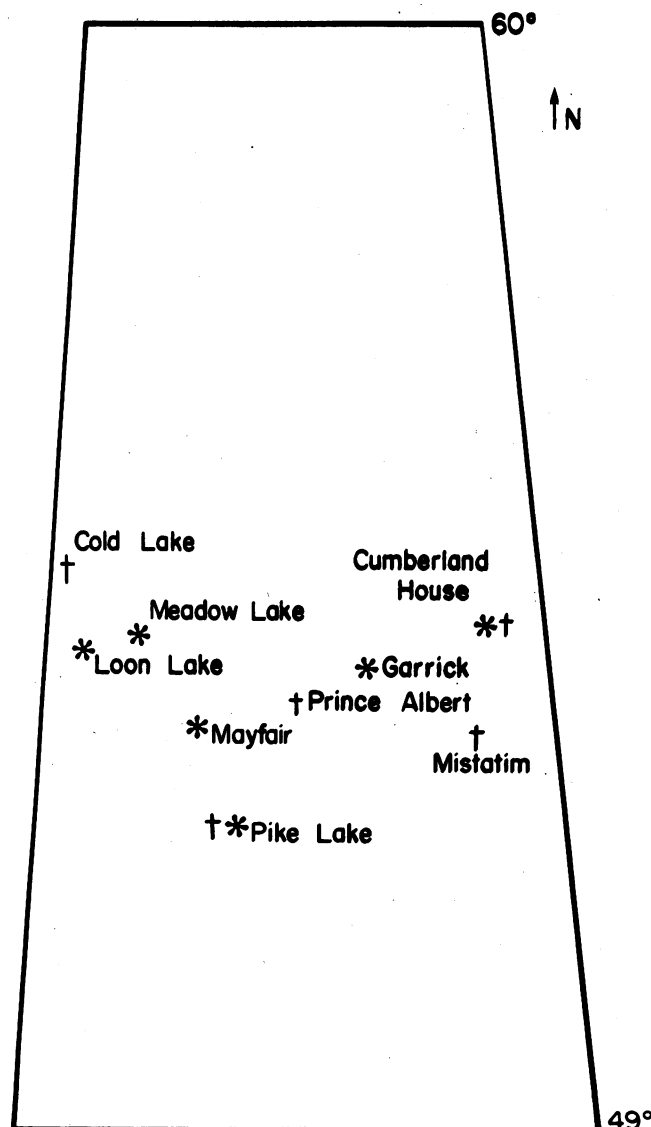 60°
N
Cold Lake
Cumberland
House
*†
†
Meadow Lake
*
*
Loon Lake
*Garrick
†Prince Albert
*Mayfair
†
Mistatim
†*Pike Lake
49°